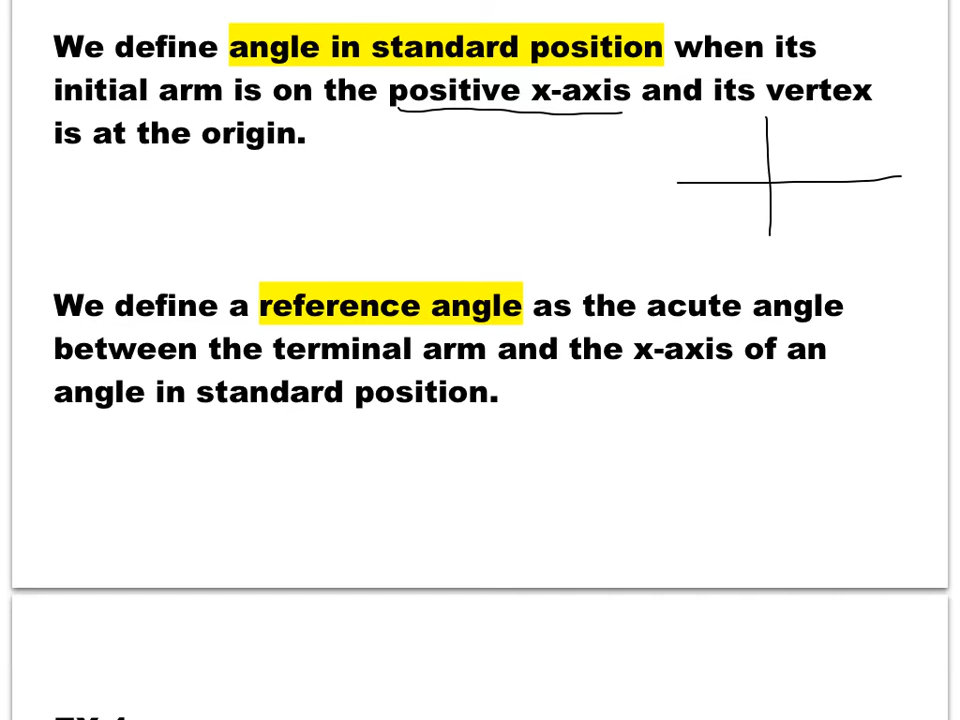 We define angle in standard position when its
initial arm is on the positive x-axis and its vertex
is at the origin.
We define a reference angle as the acute angle
between the terminal arm and the x-axis of an
angle in standard position.